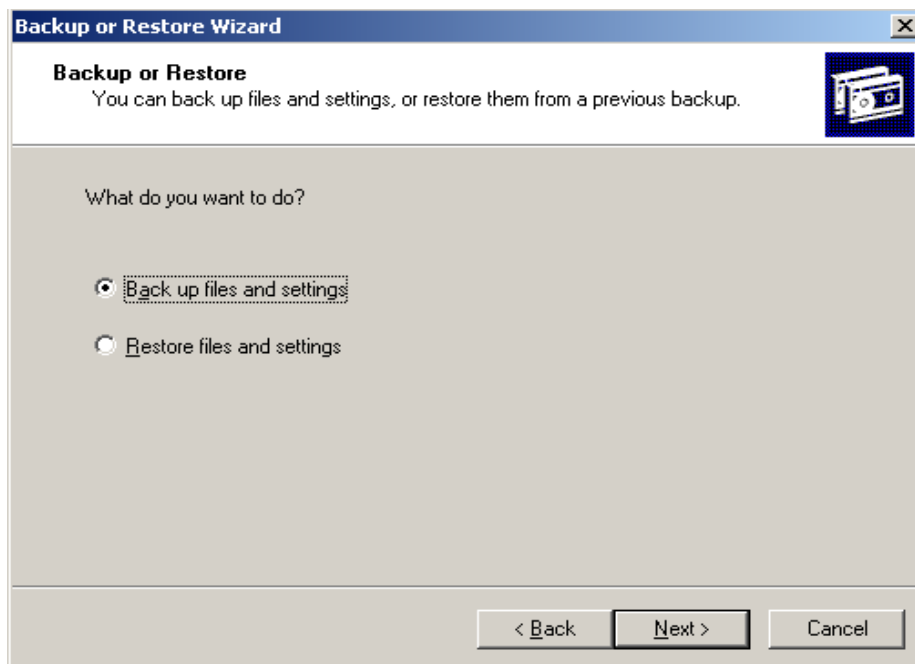 Backup or Restore Wizard
Backup or Restore
You can back up files and settings, or restore them from a previous backup.
What do you want to do?
Back up files and settings
Restore files and settings
< Back Next > Cancel